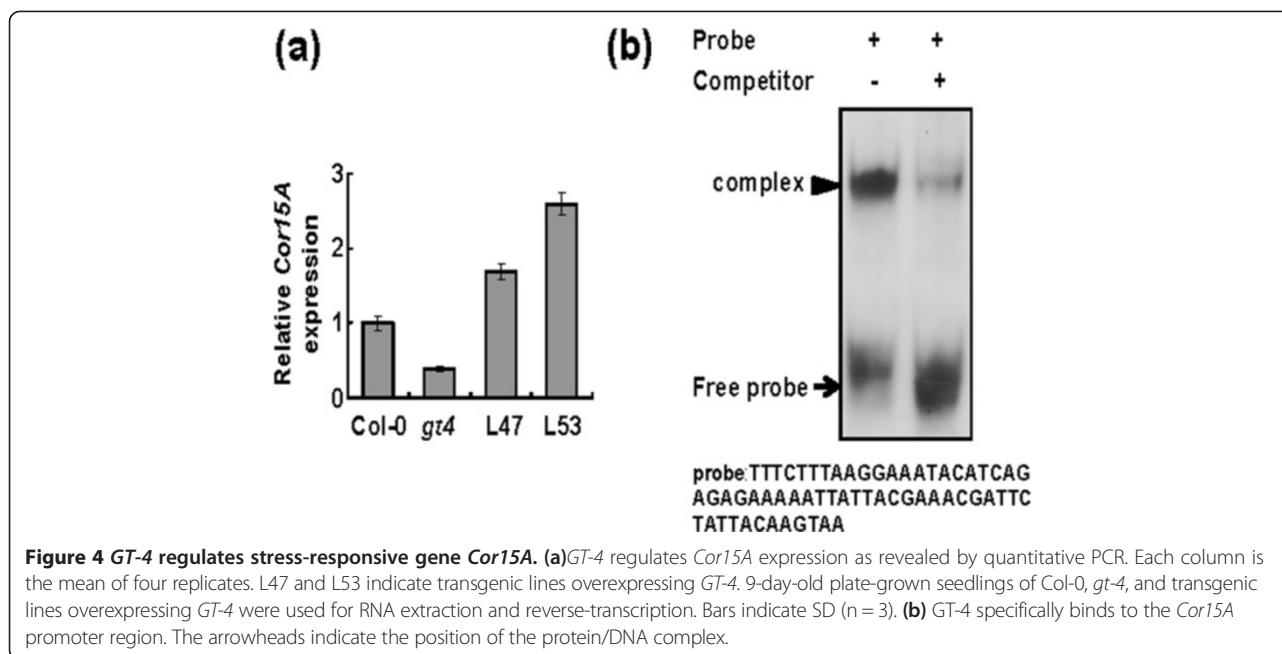 (a)
3
2
1
0
Relative Cor15A
expression
Col-0 gt4 L47 L53
(b)
Probe + +
Competitor - +
complex
Free probe
probe:TTTCTTTAAGGAAATACATCAG
AGAGAAAAATTATTACGAAACGATTC
TATTACAAGTAA
Figure 4 GT-4 regulates stress-responsive gene Cor15A. (a)GT-4 regulates Cor15A expression as revealed by quantitative PCR. Each column is
the mean of four replicates. L47 and L53 indicate transgenic lines overexpressing GT-4. 9-day-old plate-grown seedlings of Col-0, gt-4, and transgenic
lines overexpressing GT-4 were used for RNA extraction and reverse-transcription. Bars indicate SD (n = 3). (b) GT-4 specifically binds to the Cor15A
promoter region. The arrowheads indicate the position of the protein/DNA complex.